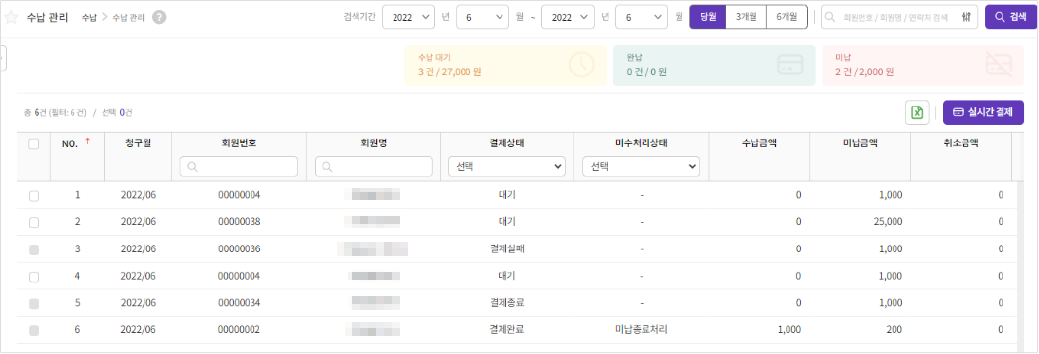 수납 관리 수납 > 수납 관리 ? 검색기간 2022 년 6 월 ~ 2022 년 6 월 당월 3개월 6개월 회원번호 / 회원명 / 연락처 검색 검색
수납 대기
3 건 / 27,000 원
완납
0 건 / 0 원
미납
2 건 / 2,000 원
총 6건 (필터: 6 건) / 선택 0건 실시간 결제
NO. ↑ 청구월 회원번호 회원명 결제상태 미수처리상태 수납금액 미납금액 취소금액
선택 선택
1 2022/06 00000004 대기 - 0 1,000 0
2 2022/06 00000038 대기 - 0 25,000 0
3 2022/06 00000036 결제실패 - 0 1,000 0
4 2022/06 00000004 대기 - 0 1,000 0
5 2022/06 00000034 결제종료 - 0 1,000 0
6 2022/06 00000002 결제완료 미납종료처리 1,000 200 0